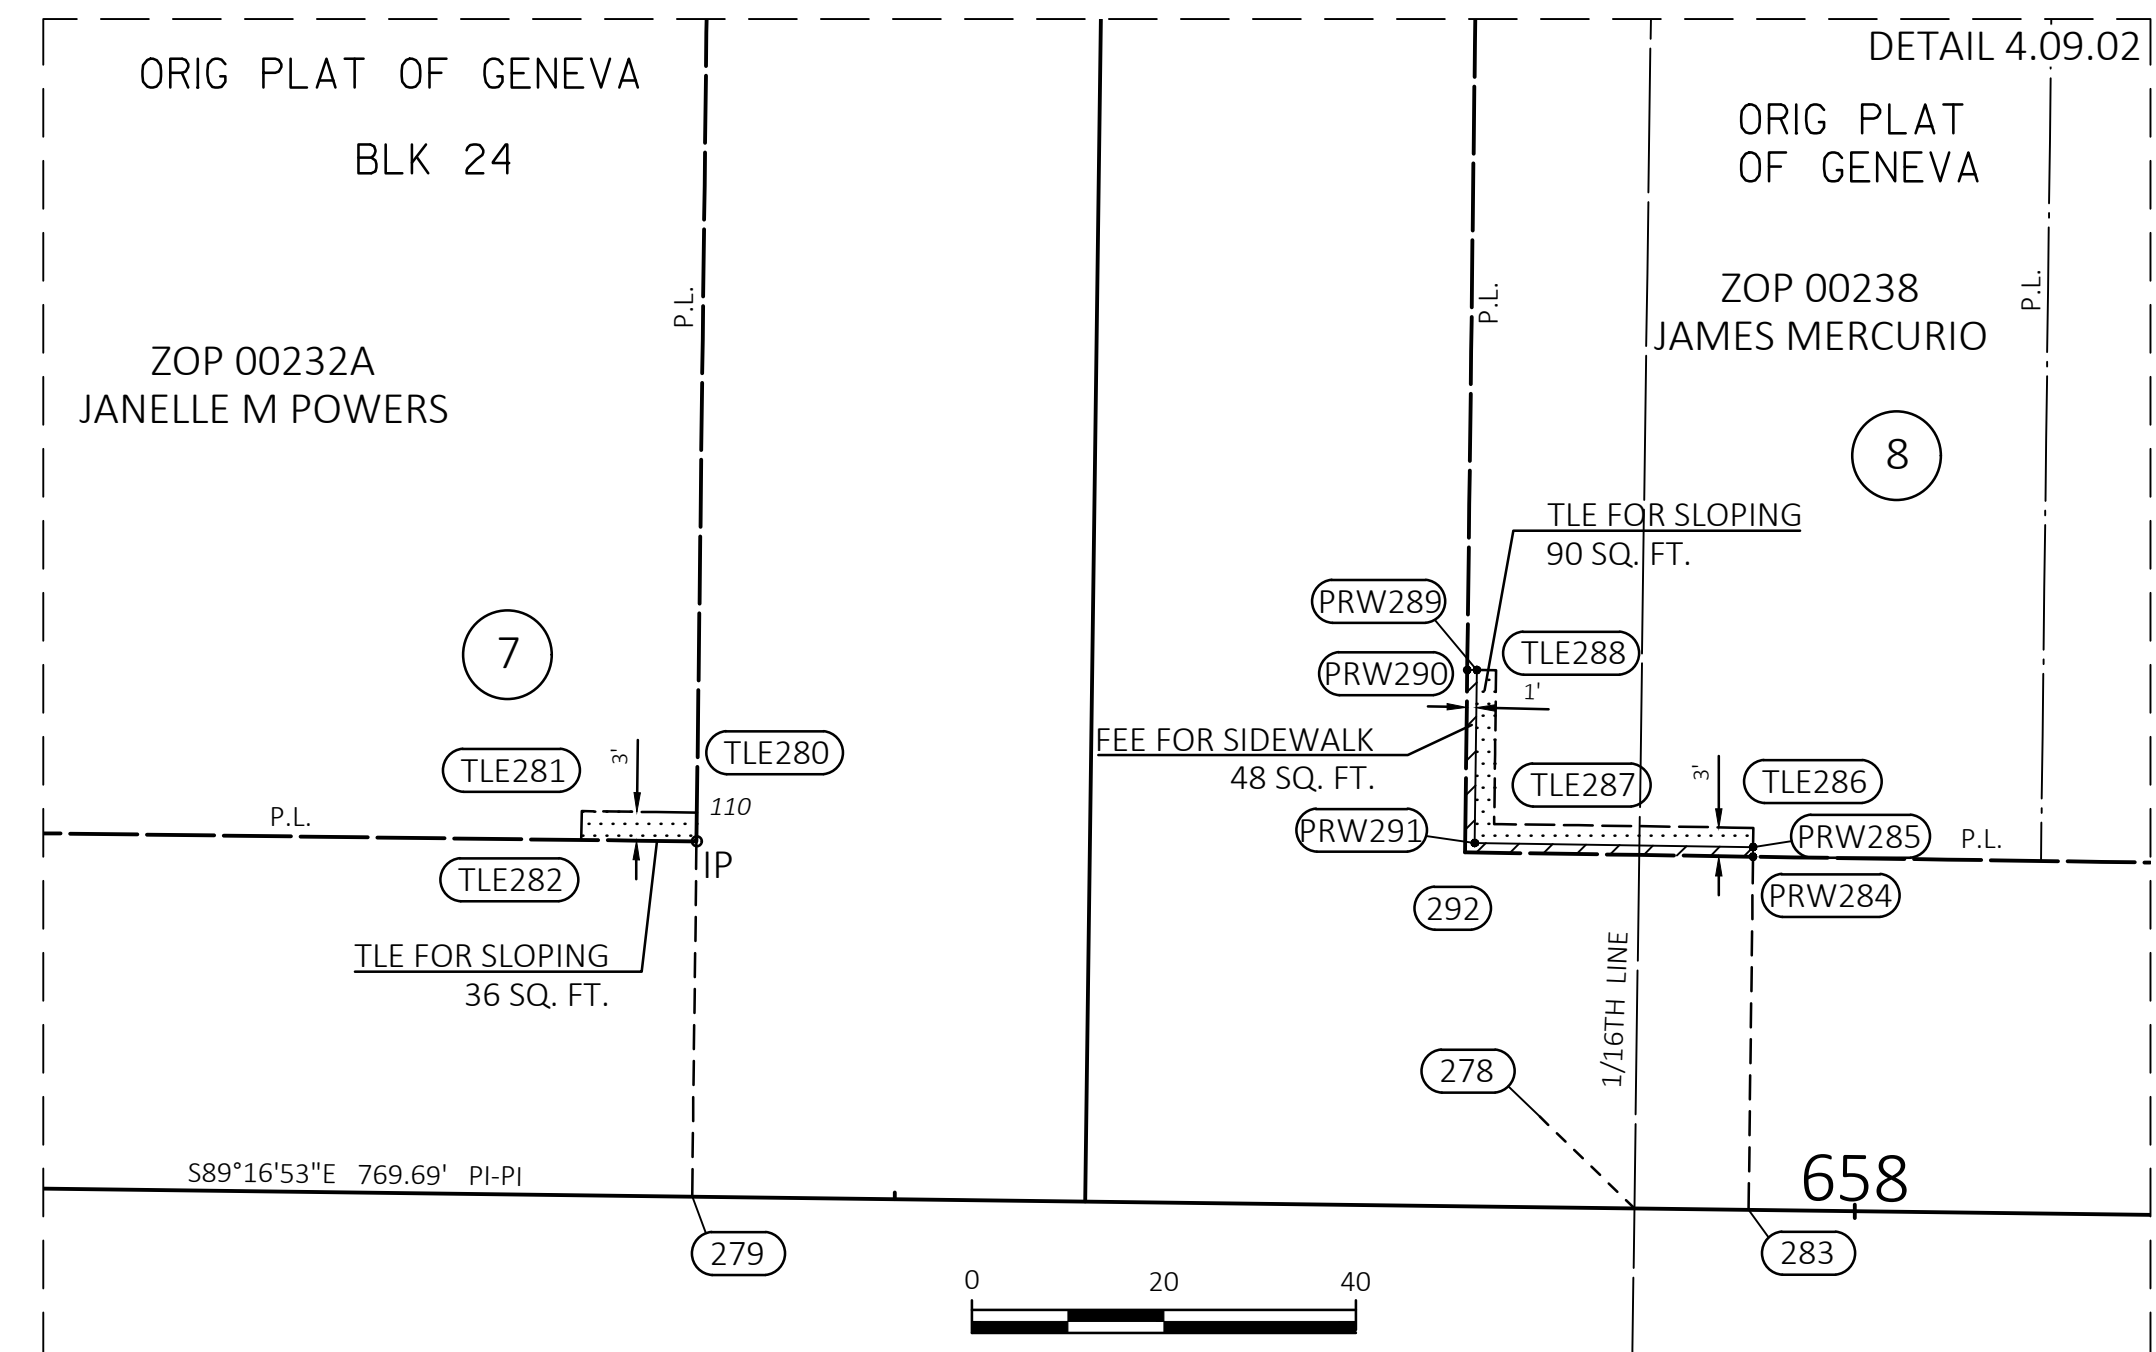 DETAIL 4.09.02
ORIG PLAT OF GENEVA
BLK 24
ORIG PLAT
OF GENEVA
P.L.
P.L.
P.L.
ZOP 00238
JAMES MERCURIO
ZOP 00232A
JANELLE M POWERS
8
TLE FOR SLOPING
90 SQ. FT.
PRW289
TLE288
PRW290
1'
7
FEE FOR SIDEWALK
48 SQ. FT.
TLE280
TLE281
3'
110
P.L.
TLE287
3'
TLE286
PRW291
PRW285
P.L.
IP
TLE282
PRW284
292
TLE FOR SLOPING
36 SQ. FT.
1/16TH LINE
278
S89°16'53"E 769.69' PI-PI
658
279
283
0 20 40